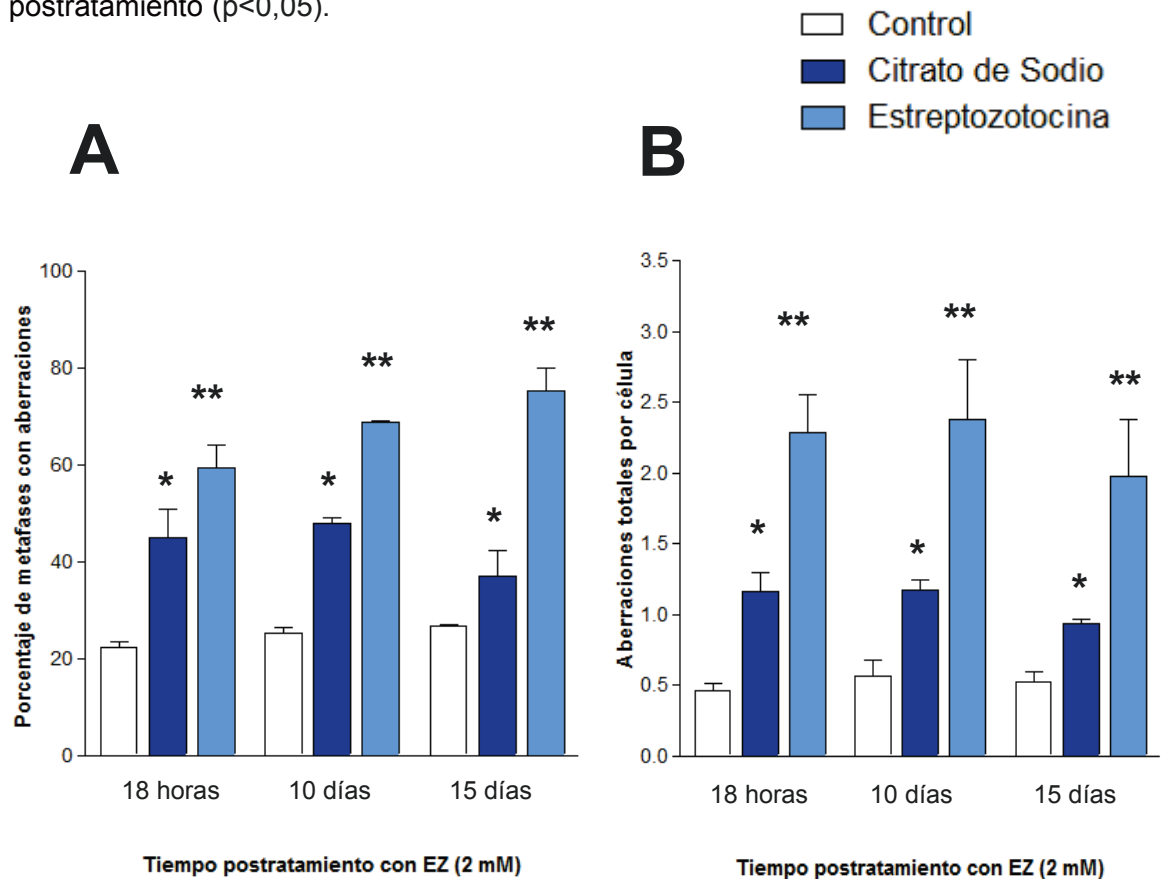 postratamiento (p<0,05).
Control
Citrato de Sodio
Estreptozotocina
A
B
Porcentaje de metafases con aberraciones
100
80
60
40
20
0
*
**
*
**
*
**
18 horas 10 días 15 días
Tiempo postratamiento con EZ (2 mM)
Aberraciones totales por célula
3.5
3.0
2.5
2.0
1.5
1.0
0.5
0.0
*
**
*
**
*
**
18 horas 10 días 15 días
Tiempo postratamiento con EZ (2 mM)